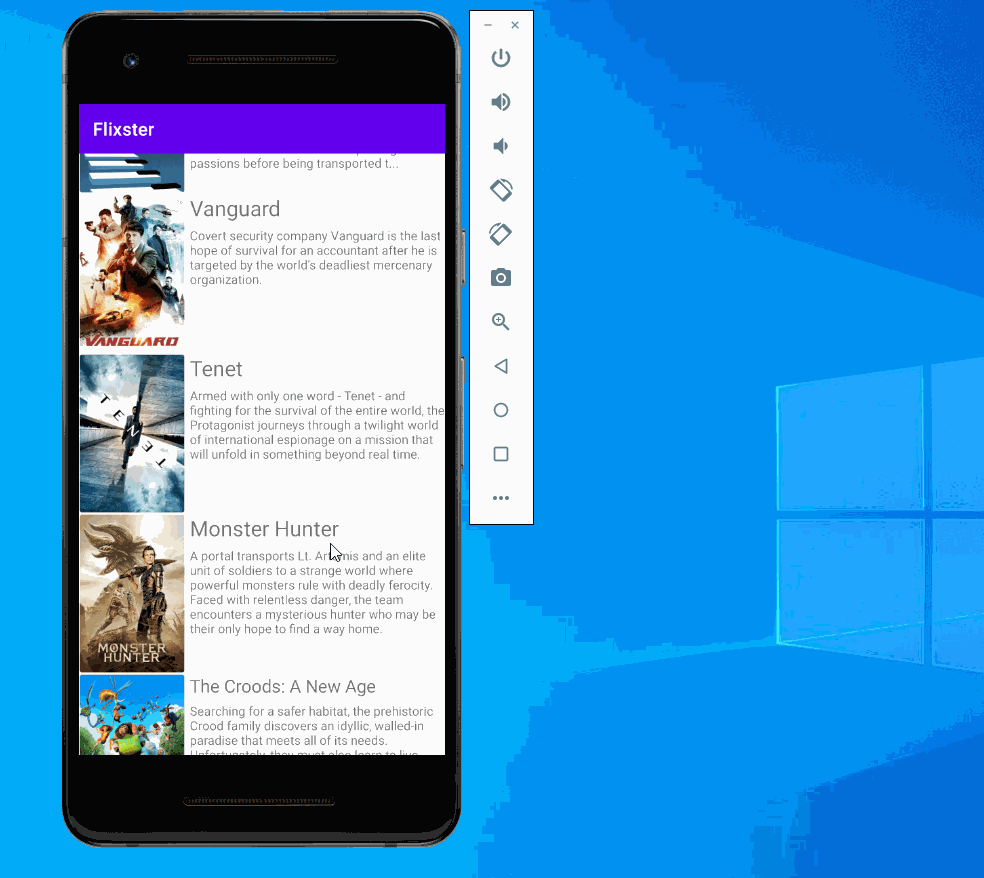 Flixster
passions before being transported t...
Vanguard
Covert security company Vanguard is the last
hope of survival for an accountant after he is
targeted by the world's deadliest mercenary
organization.
VANGUARD
Tenet
Armed with only one word - Tenet - and
fighting for the survival of the entire world, the
Protagonist journeys through a twilight world
of international espionage on a mission that
will unfold in something beyond real time.
TENET
Monster Hunter
A portal transports Lt. Artemis and an elite
unit of soldiers to a strange world where
powerful monsters rule with deadly ferocity.
Faced with relentless danger, the team
encounters a mysterious hunter who may be
their only hope to find a way home.
MONSTER
HUNTER
The Croods: A New Age
Searching for a safer habitat, the prehistoric
Crood family discovers an idyllic, walled-in
paradise that meets all of its needs.
Unfortunately, they must also learn to live